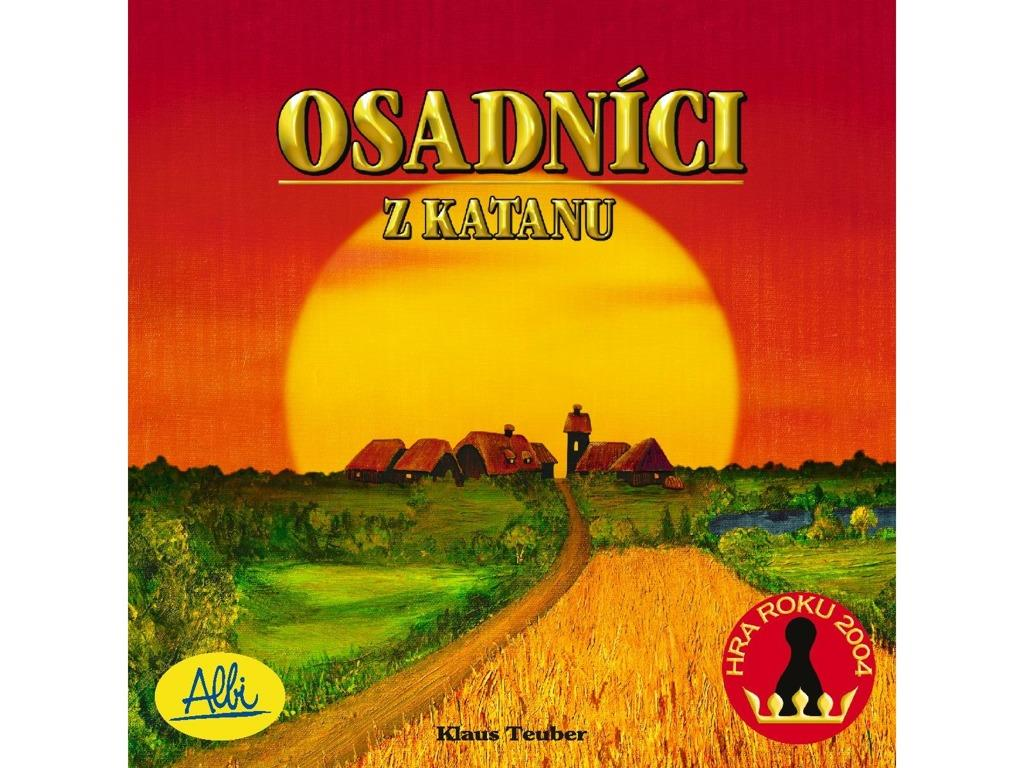 OSADNÍCI
Z KATANU
HRA ROKU 2004
Albi
Klaus Teuber